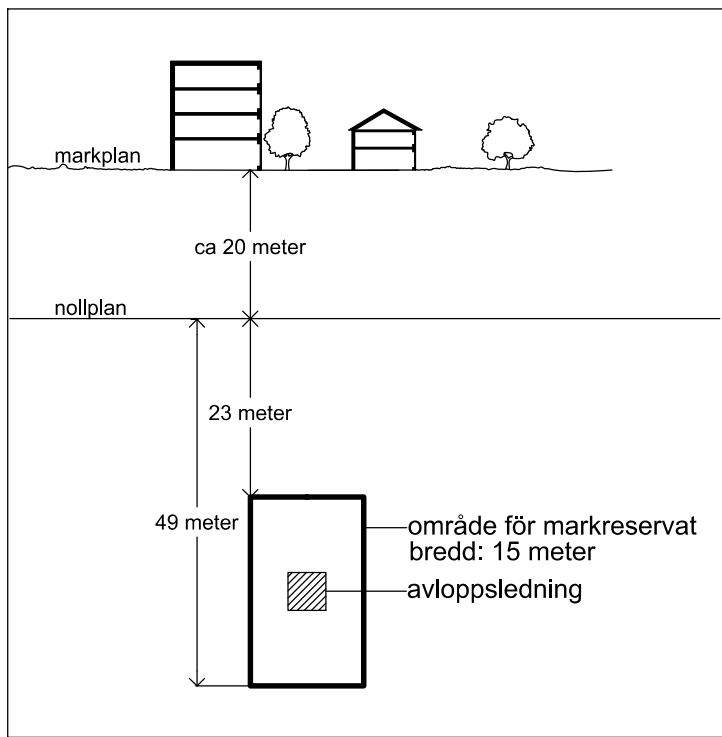 markplan
ca 20 meter
nollplan
23 meter
49 meter
område för markreservat
bredd: 15 meter
avloppsledning